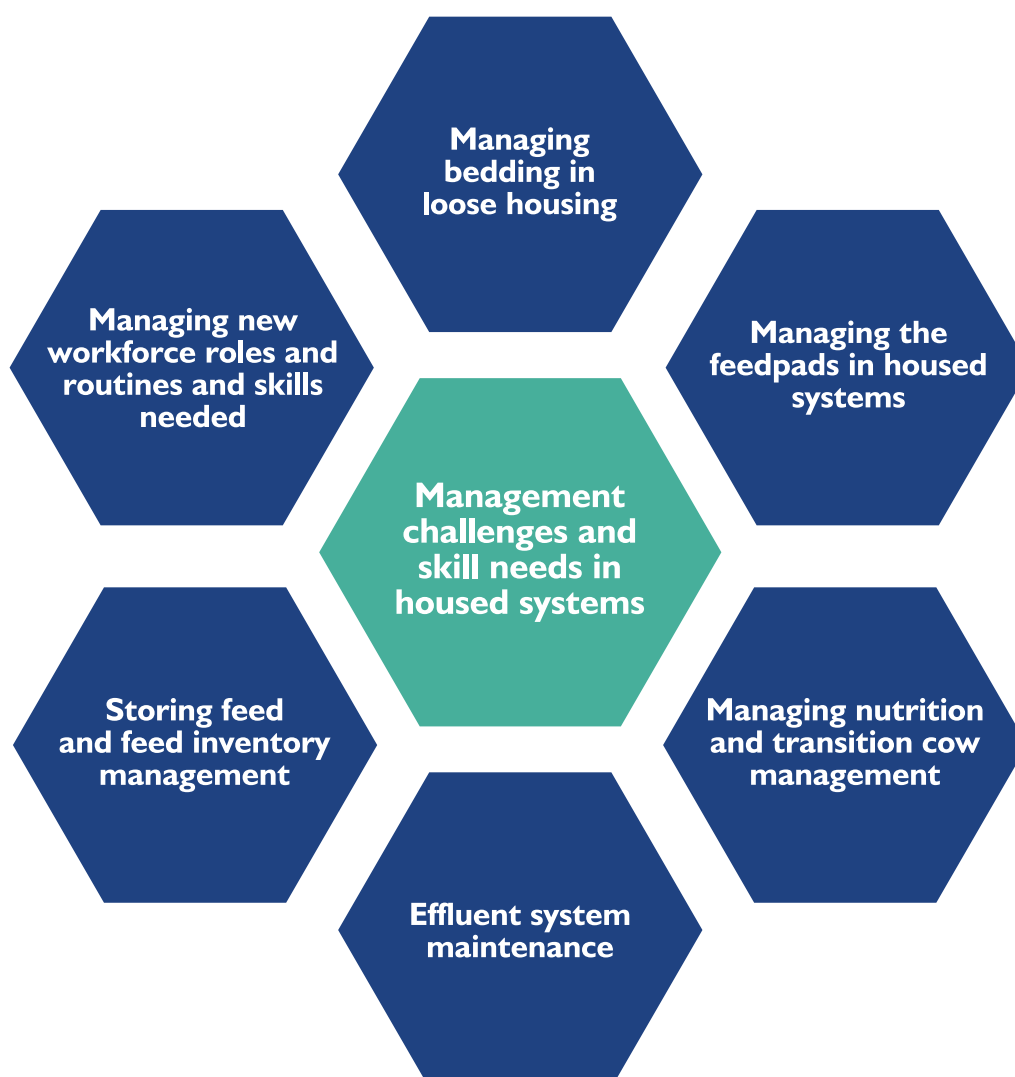 Managing
bedding in
loose housing
Managing new
workforce roles and
routines and skills
needed
Managing the
feedpads in housed
systems
Management
challenges and
skill needs in
housed systems
Storing feed
and feed inventory
management
Managing nutrition
and transition cow
management
Effluent system
maintenance